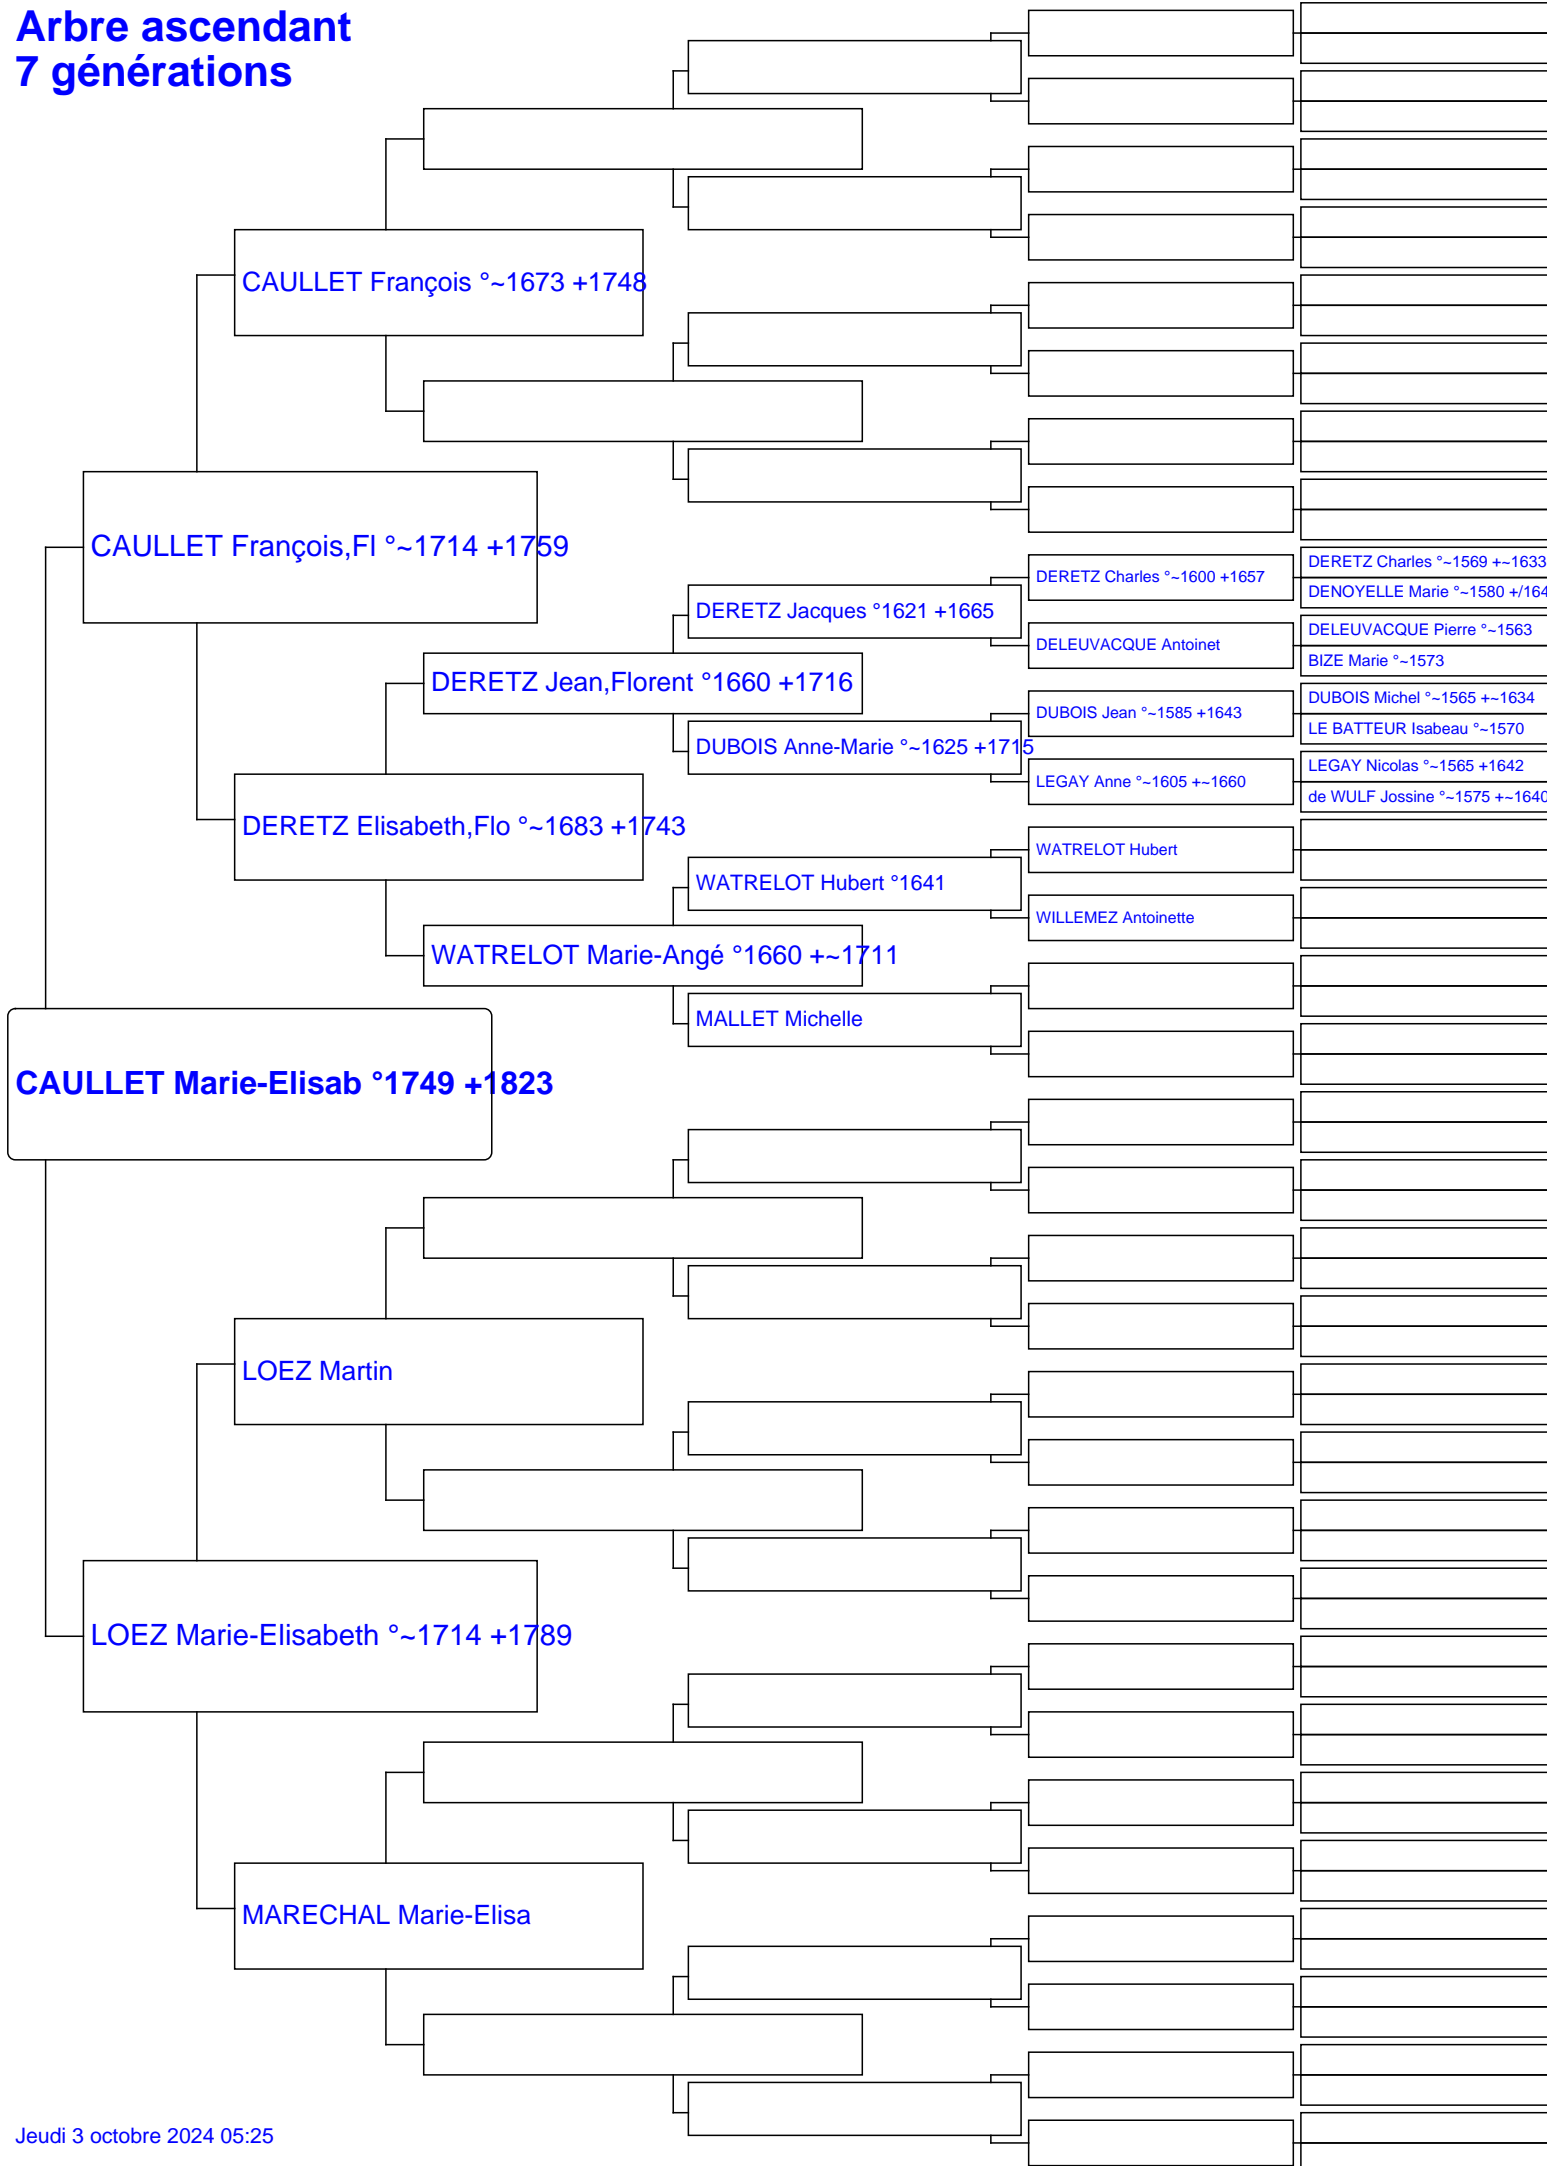 Arbre ascendant
7 générations
CAULLET François °~1673 +1748
CAULLET François,Fl °~1714 +1759
DERETZ Charles °~1569 +~1633
DERETZ Charles °~1600 +1657
DENOYELLE Marie °~1580 +/164
DERETZ Jacques °1621 +1665
DELEUVACQUE Pierre °~1563
DELEUVACQUE Antoinet
BIZE Marie °~1573
DERETZ Jean,Florent °1660 +1716
DUBOIS Michel °~1565 +~1634
DUBOIS Jean °~1585 +1643
LE BATTEUR Isabeau °~1570
DUBOIS Anne-Marie °~1625 +1715
LEGAY Nicolas °~1565 +1642
LEGAY Anne °~1605 +~1660
de WULF Jossine °~1575 +~1640
DERETZ Elisabeth,Flo °~1683 +1743
WATRELOT Hubert
WATRELOT Hubert °1641
WILLEMEZ Antoinette
WATRELOT Marie-Angé °1660 +~1711
MALLET Michelle
CAULLET Marie-Elisab °1749 +1823
LOEZ Martin
LOEZ Marie-Elisabeth °~1714 +1789
MARECHAL Marie-Elisa
Jeudi 3 octobre 2024 05:25